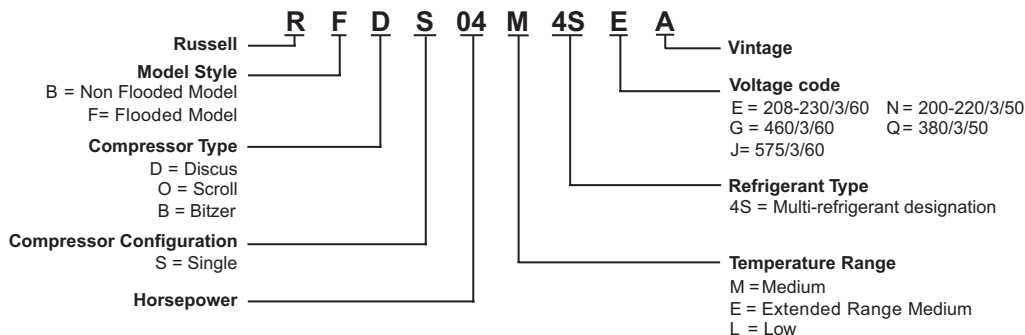 R F D S 04 M 4S E A
Russell
Model Style
B = Non Flooded Model
F= Flooded Model
Compressor Type
D = Discus
O = Scroll
B = Bitzer
Compressor Configuration
S = Single
Horsepower
Vintage
Voltage code
E = 208-230/3/60 N = 200-220/3/50
G = 460/3/60 Q = 380/3/50
J= 575/3/60
Refrigerant Type
4S = Multi-refrigerant designation
Temperature Range
M = Medium
E = Extended Range Medium
L = Low